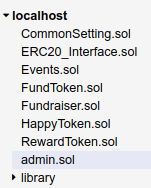 localhost
CommonSetting.sol
ERC20_Interface.sol
Events.sol
FundToken.sol
Fundraiser.sol
HappyToken.sol
RewardToken.sol
admin.sol
library